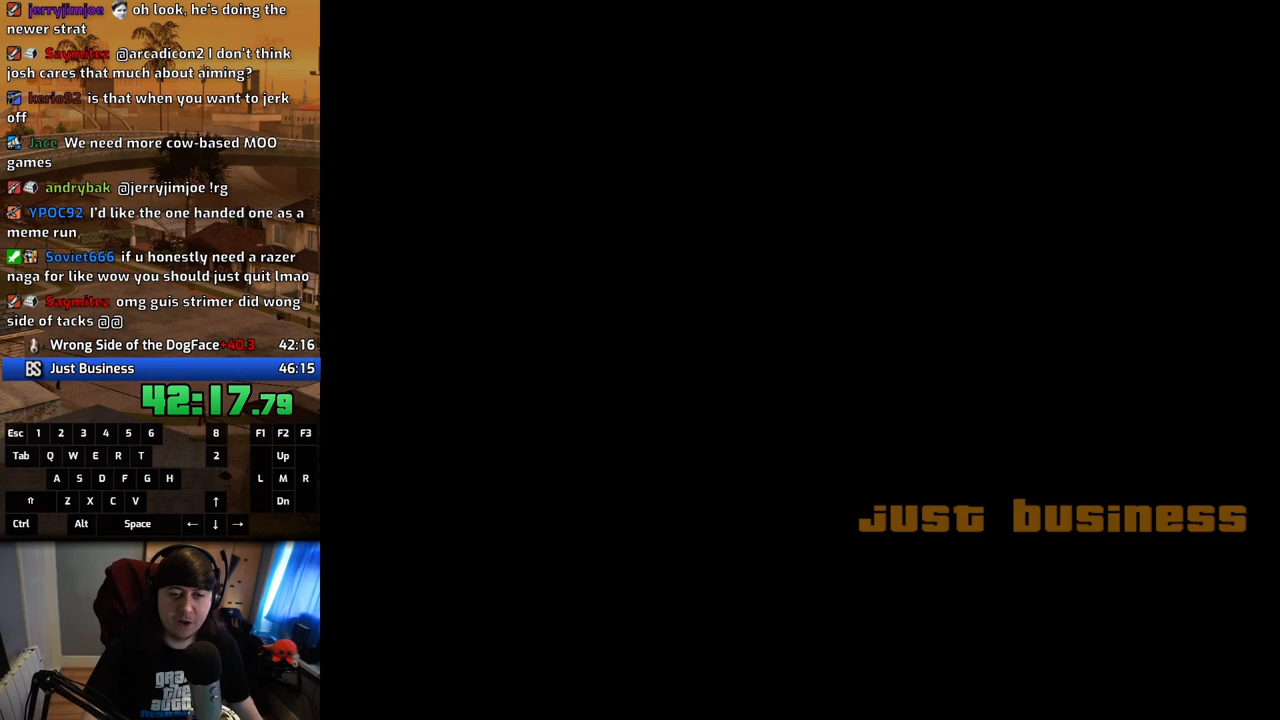 jerryjimjoe oh look, he's doing the
newer strat
Saymitez @arcadicon2 I don't think
josh cares that much about aiming?
kerio92 is that when you want to jerk
off
Jace We need more cow-based MOO
games
andrybak @jerryjimjoe !rg
YPOC92 I'd like the one handed one as a
meme run
Soviet666 if u honestly need a razer
naga for like wow you should just quit lmao
Saymitez omg guis strimer did wong
side of tacks @@
Wrong Side of the DogFace +40.3 42:16
BS Just Business 46:15
42:17.79
Esc 1 2 3 4 5 6 8 F1 F2 F3
Tab Q W E R T 2 Up
A S D F G H L M R
⇧ Z X C V ↑ Dn
Ctrl Alt Space ← ↓ →
just business
gra
the
auto